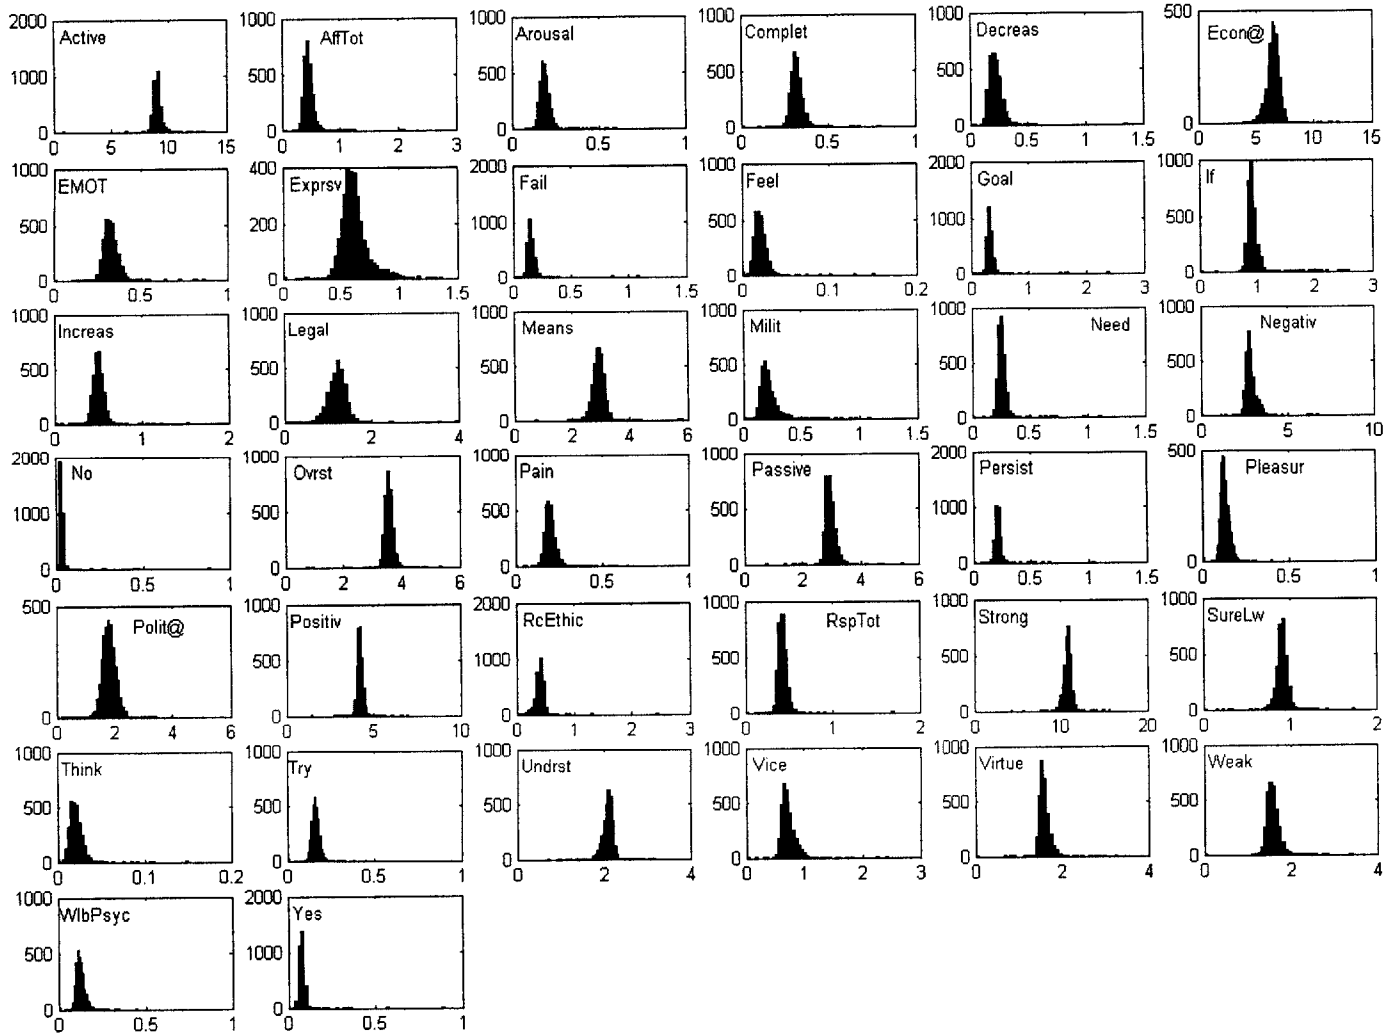 2000 Active 1000 AffTot 1000 Arousal 1000 Complet 1000 Decreas 500 Econ@
1000 500 500 500 500
0 0 0 0 0 0
0 5 10 15 0 1 2 3 0 0.5 1 0 0.5 1 0 0.5 1 1.5 0 5 10 15
1000 EMOT 400 Exprsv 2000 Fail 1000 Feel 2000 Goal 1000 If
500 200 1000 500 1000 500
0 0 0 0 0 0
0 0.5 1 0 0.5 1 1.5 0 0.5 1 1.5 0 0.1 0.2 0 1 2 3 0 1 2 3
1000 Increas 1000 Legal 1000 Means 1000 Milit 1000 Need 1000 Negativ
500 500 500 500 500 500
0 0 0 0 0 0
0 1 2 0 2 4 0 2 4 6 0 0.5 1 1.5 0 0.5 1 1.5 0 5 10
2000 No 1000 Ovrst 1000 Pain 1000 Passive 2000 Persist 500 Pleasur
1000 500 500 500 1000
0 0 0 0 0 0
0 0.5 1 0 2 4 6 0 0.5 1 0 2 4 6 0 0.5 1 1.5 0 0.5 1
500 Polit@ 1000 Positiv 2000 RcEthic 1000 RspTot 1000 Strong 1000 SureLw
500 1000 500 500 500
0 0 0 0 0 0
0 2 4 6 0 5 10 0 1 2 3 0 1 2 0 10 20 0 1 2
1000 Think 1000 Try 1000 Undrst 1000 Vice 1000 Virtue 1000 Weak
500 500 500 500 500 500
0 0 0 0 0 0
0 0.1 0.2 0 0.5 1 0 2 4 0 1 2 3 0 2 4 0 2 4
1000 WlbPsyc 2000 Yes
500 1000
0 0
0 0.5 1 0 0.5 1